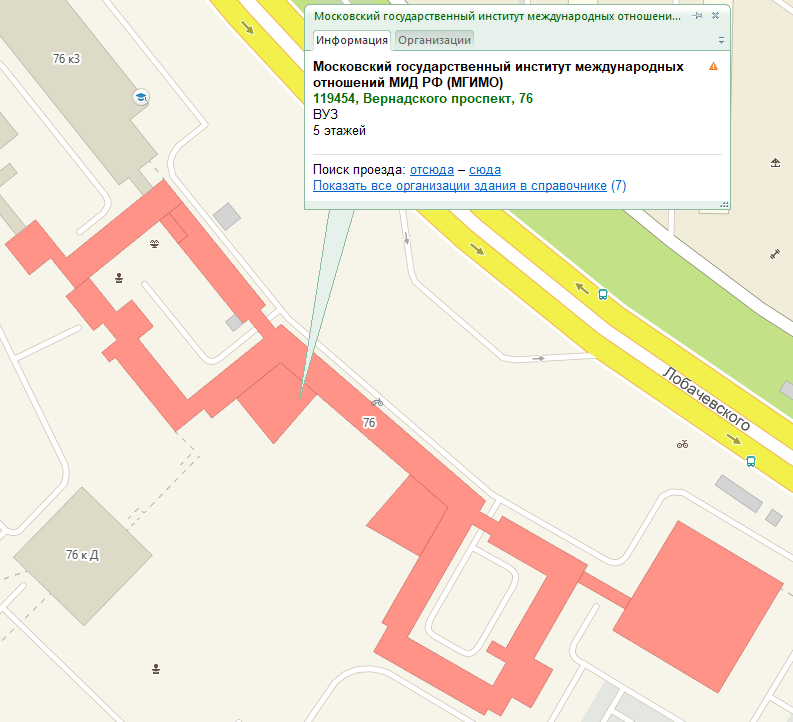 Московский государственный институт международных отношени...
Информация
Организации
Московский государственный институт международных
отношений МИД РФ (МГИМО)
119454, Вернадского проспект, 76
ВУЗ
5 этажей
Поиск проезда: отсюда – сюда
Показать все организации здания в справочнике (7)
76 к3
Лобачевского
76
76 к Д